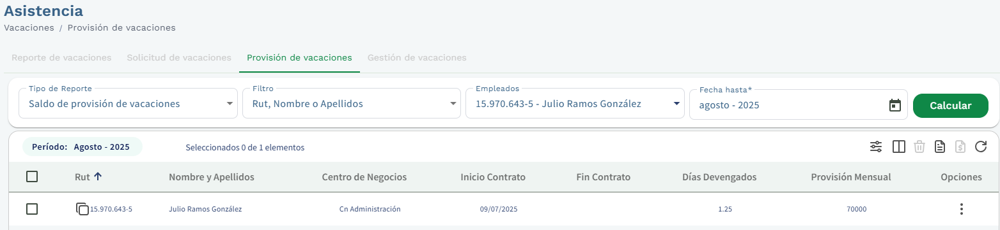 Asistencia
Vacaciones / Provisión de vacaciones
Reporte de vacaciones Solicitud de vacaciones Provisión de vacaciones Gestión de vacaciones
Tipo de Reporte Filtro Empleados Fecha hasta*
Saldo de provisión de vacaciones Rut, Nombre o Apellidos 15.970.643-5 - Julio Ramos González agosto - 2025 Calcular
Período: Agosto - 2025 Seleccionados 0 de 1 elementos
Rut Nombre y Apellidos Centro de Negocios Inicio Contrato Fin Contrato Días Devengados Provisión Mensual Opciones
15.970.643-5 Julio Ramos González Cn Administración 09/07/2025 1.25 70000